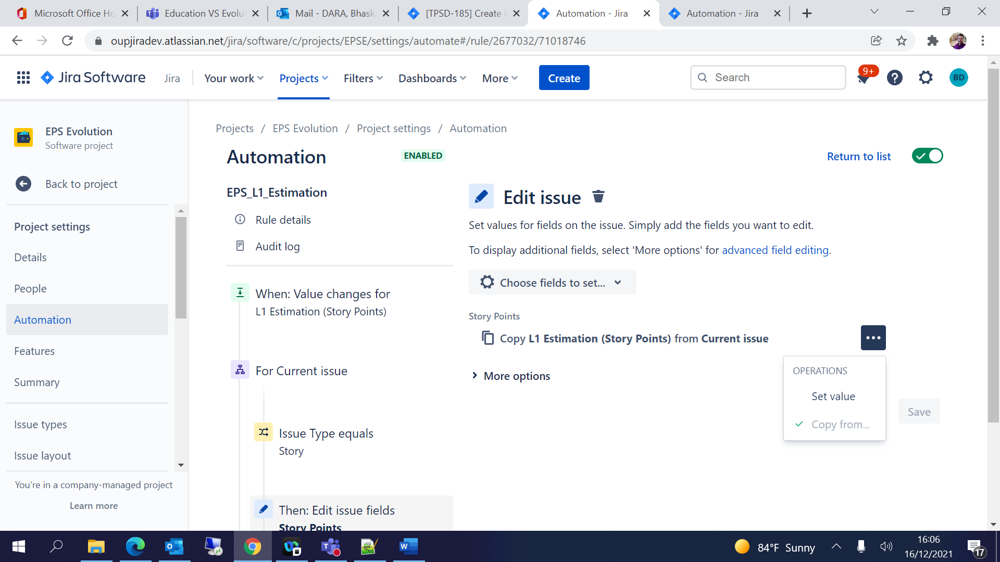 Microsoft Office Ho
Education VS Evolut
Mail - DARA, Bhaska
[TPSD-185] Create E
Automation - Jira
Automation - Jira
oupjiradev.atlassian.net/jira/software/c/projects/EPSE/settings/automate#/rule/2677032/71018746
Jira Software
Jira
Your work
Projects
Filters
Dashboards
More
Create
Search
9+
BD
EPS Evolution
Software project
Back to project
Project settings
Details
People
Automation
Features
Summary
Issue types
Issue layout
You're in a company-managed project
Learn more
Projects / EPS Evolution / Project settings / Automation
Automation
ENABLED
Return to list
EPS_L1_Estimation
Rule details
Audit log
When: Value changes for
L1 Estimation (Story Points)
For Current issue
Issue Type equals
Story
Then: Edit issue fields
Story Points
Edit issue
Set values for fields on the issue. Simply add the fields you want to edit.
To display additional fields, select 'More options' for advanced field editing.
Choose fields to set...
Story Points
Copy L1 Estimation (Story Points) from Current issue
More options
OPERATIONS
Set value
Copy from...
Save
84°F Sunny
16:06
16/12/2021
17